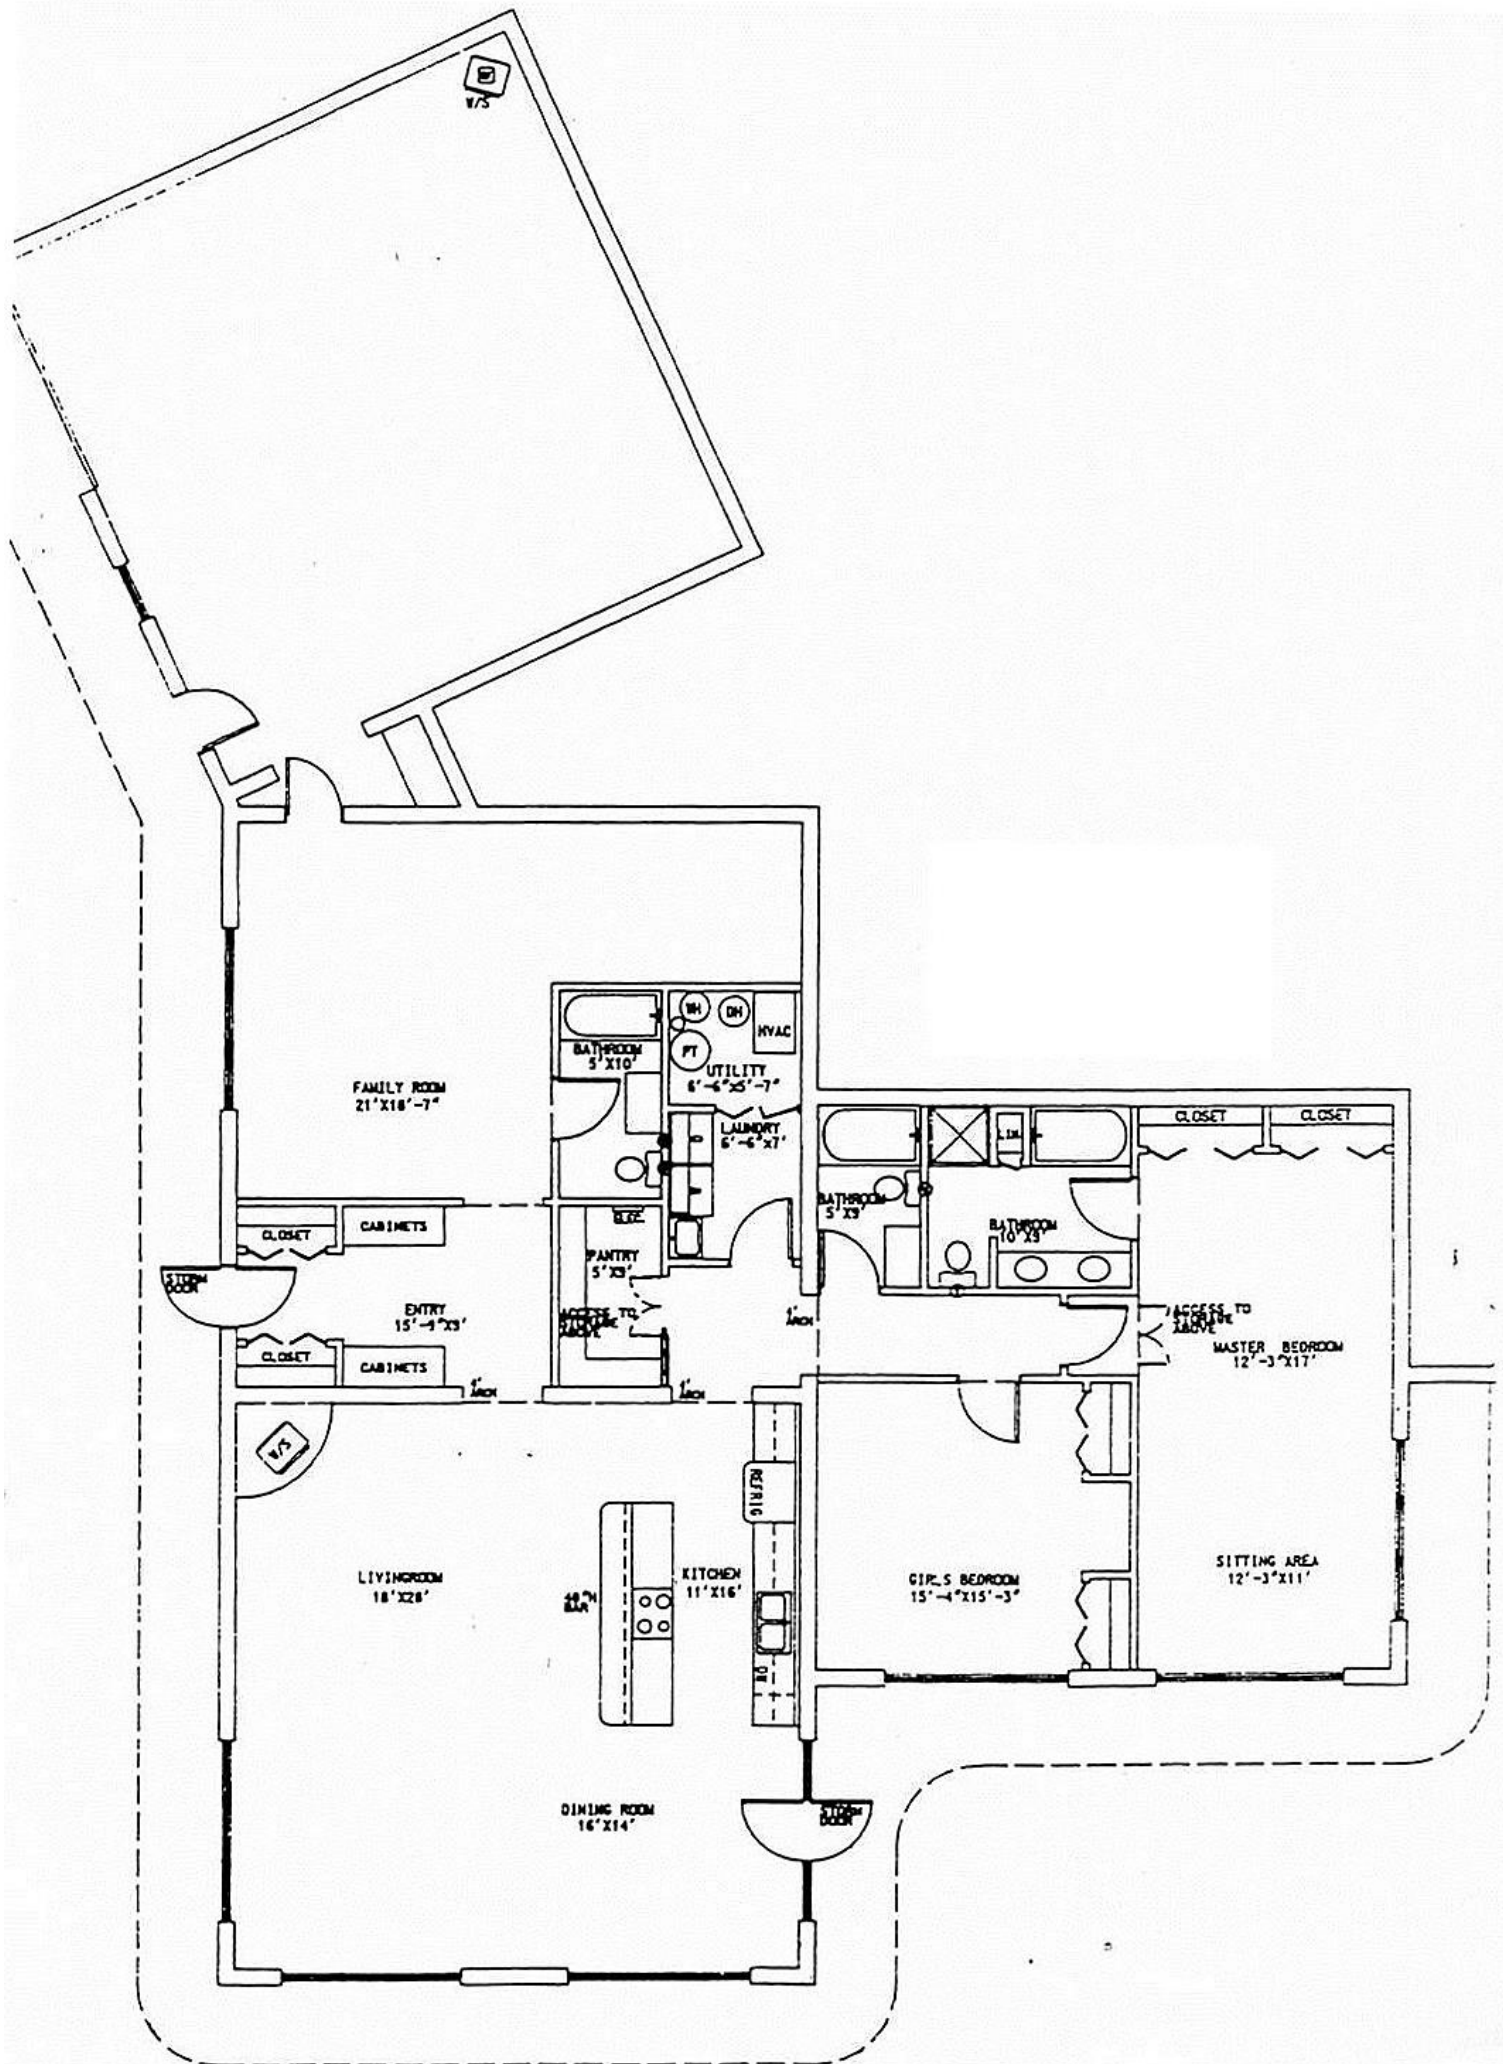 W/S
WH
DH
HVAC
PT
BATHROOM
5'X10'
UTILITY
6'-6"X5'-7"
FAMILY ROOM
21'X18'-7"
LAUNDRY
6'-6"X7'
CLOSET
CLOSET
LIN.
BATHROOM
5'X9'
BATHROOM
10'X9'
CLOSET
CABINETS
ELEC.
PANTRY
5'X9'
STORM
DOOR
ENTRY
15'-9"X9'
ACCESS TO
STORAGE
ABOVE
4'
ARCH
ACCESS TO
STORAGE
ABOVE
MASTER BEDROOM
12'-3"X17'
CLOSET
CABINETS
4'
ARCH
4'
ARCH
W/S
REFRIG
LIVINGROOM
18'X28'
48"H
BAR
KITCHEN
11'X16'
GIRLS BEDROOM
15'-4"X15'-3"
SITTING AREA
12'-3"X11'
DW
DINING ROOM
16'X14'
STORM
DOOR